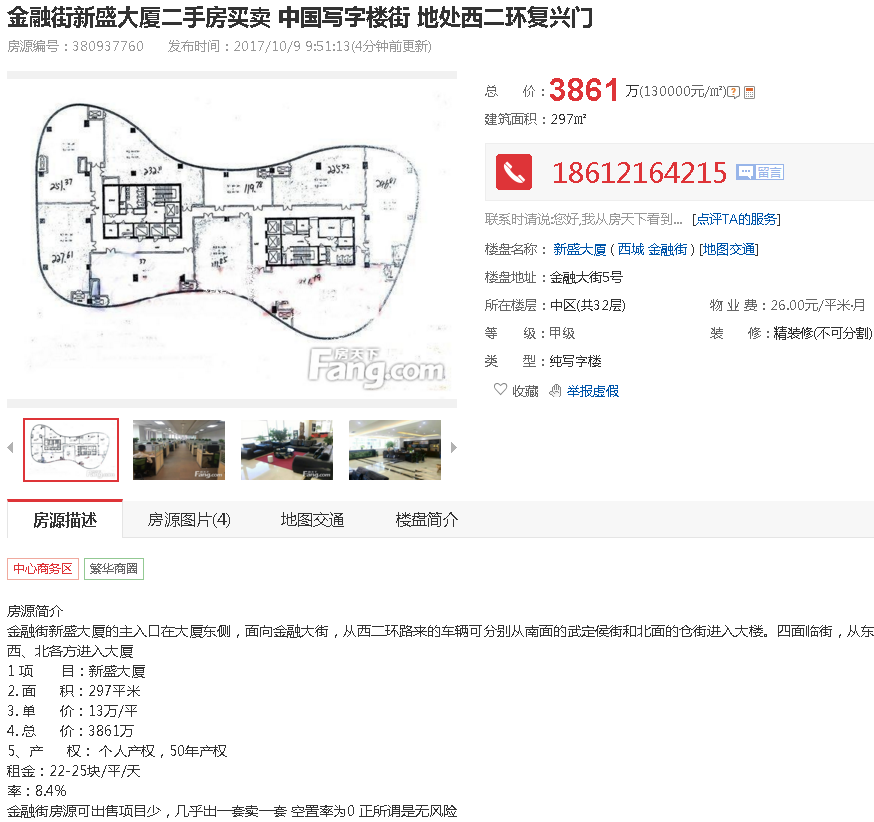 金融街新盛大厦二手房买卖 中国写字楼街 地处西二环复兴门
房源编号：380937760 发布时间：2017/10/9 9:51:13(4分钟前更新)
总 价：3861 万(130000元/㎡)
建筑面积：297㎡
18612164215 留言
联系时请说:您好,我从房天下看到... [点评TA的服务]
楼盘名称： 新盛大厦 ( 西城 金融街 ) [地图交通]
楼盘地址：金融大街5号
所在楼层：中区(共32层) 物 业 费：26.00元/平米·月
等 级：甲级 装 修：精装修(不可分割)
类 型：纯写字楼
收藏 举报虚假
251.37
119.78
227.61
77
房天下
Fang.com
房源描述 房源图片(4) 地图交通 楼盘简介
中心商务区 繁华商圈
房源简介
金融街新盛大厦的主入口在大厦东侧，面向金融大街，从西二环路来的车辆可分别从南面的武定侯街和北面的仓街进入大楼。四面临街，从东
西、北各方进入大厦
1 项 目：新盛大厦
2. 面 积：297平米
3. 单 价：13万/平
4. 总 价：3861万
5、产 权： 个人产权，50年产权
租金：22-25块/平/天
率：8.4%
金融街房源可出售项目少，几乎出一套卖一套 空置率为0 正所谓是无风险